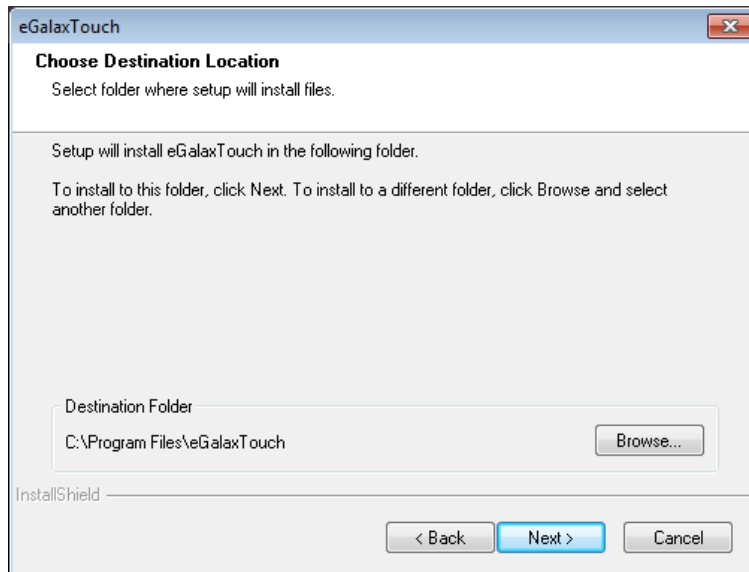 eGalaxTouch
Choose Destination Location
Select folder where setup will install files.
Setup will install eGalaxTouch in the following folder.
To install to this folder, click Next. To install to a different folder, click Browse and select
another folder.
Destination Folder
C:\Program Files\eGalaxTouch
Browse...
InstallShield
< Back
Next >
Cancel